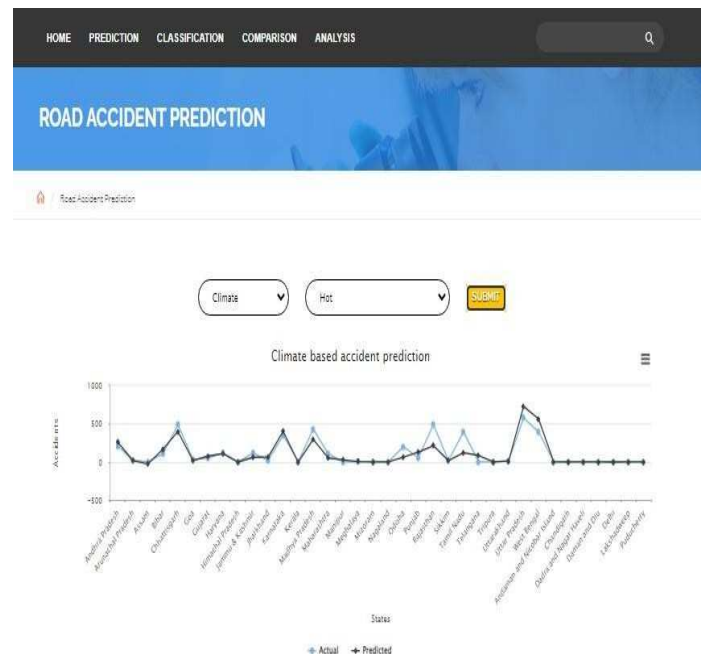 HOME PREDICTION CLASSIFICATION COMPARISON ANALYSIS
ROAD ACCIDENT PREDICTION
/ Road Accident Prediction
Climate Hot SUBMIT
Climate based accident prediction
Accidents
1000
500
0
-500
Andhra Pradesh
Arunachal Pradesh
Assam
Bihar
Chhattisgarh
Goa
Gujarat
Haryana
Himachal Pradesh
Jammu & Kashmir
Jharkhand
Karnataka
Kerala
Madhya Pradesh
Maharashtra
Manipur
Meghalaya
Mizoram
Nagaland
Odisha
Punjab
Rajasthan
Sikkim
Tamil Nadu
Telangana
Tripura
Uttarakhand
Uttar Pradesh
West Bengal
Andaman and Nicobar Island
Chandigarh
Dadra and Nagar Haveli
Daman and Diu
Delhi
Lakshadweep
Puducherry
States
Actual Predicted